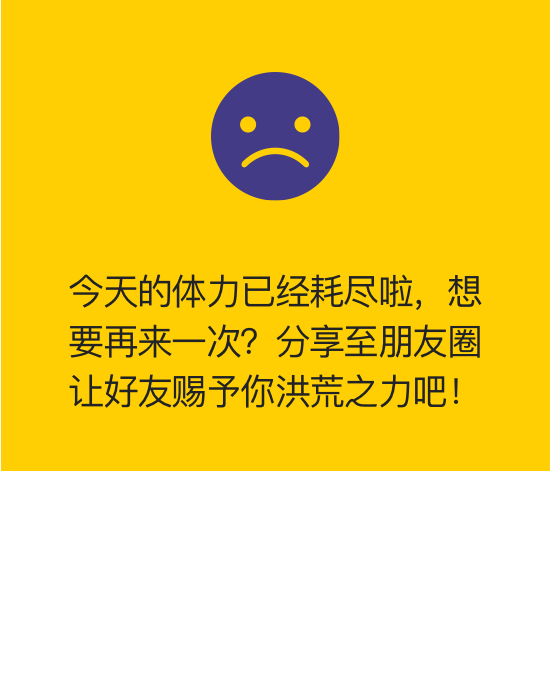 今天的体力已经耗尽啦，想
要再来一次？分享至朋友圈
让好友赐予你洪荒之力吧！